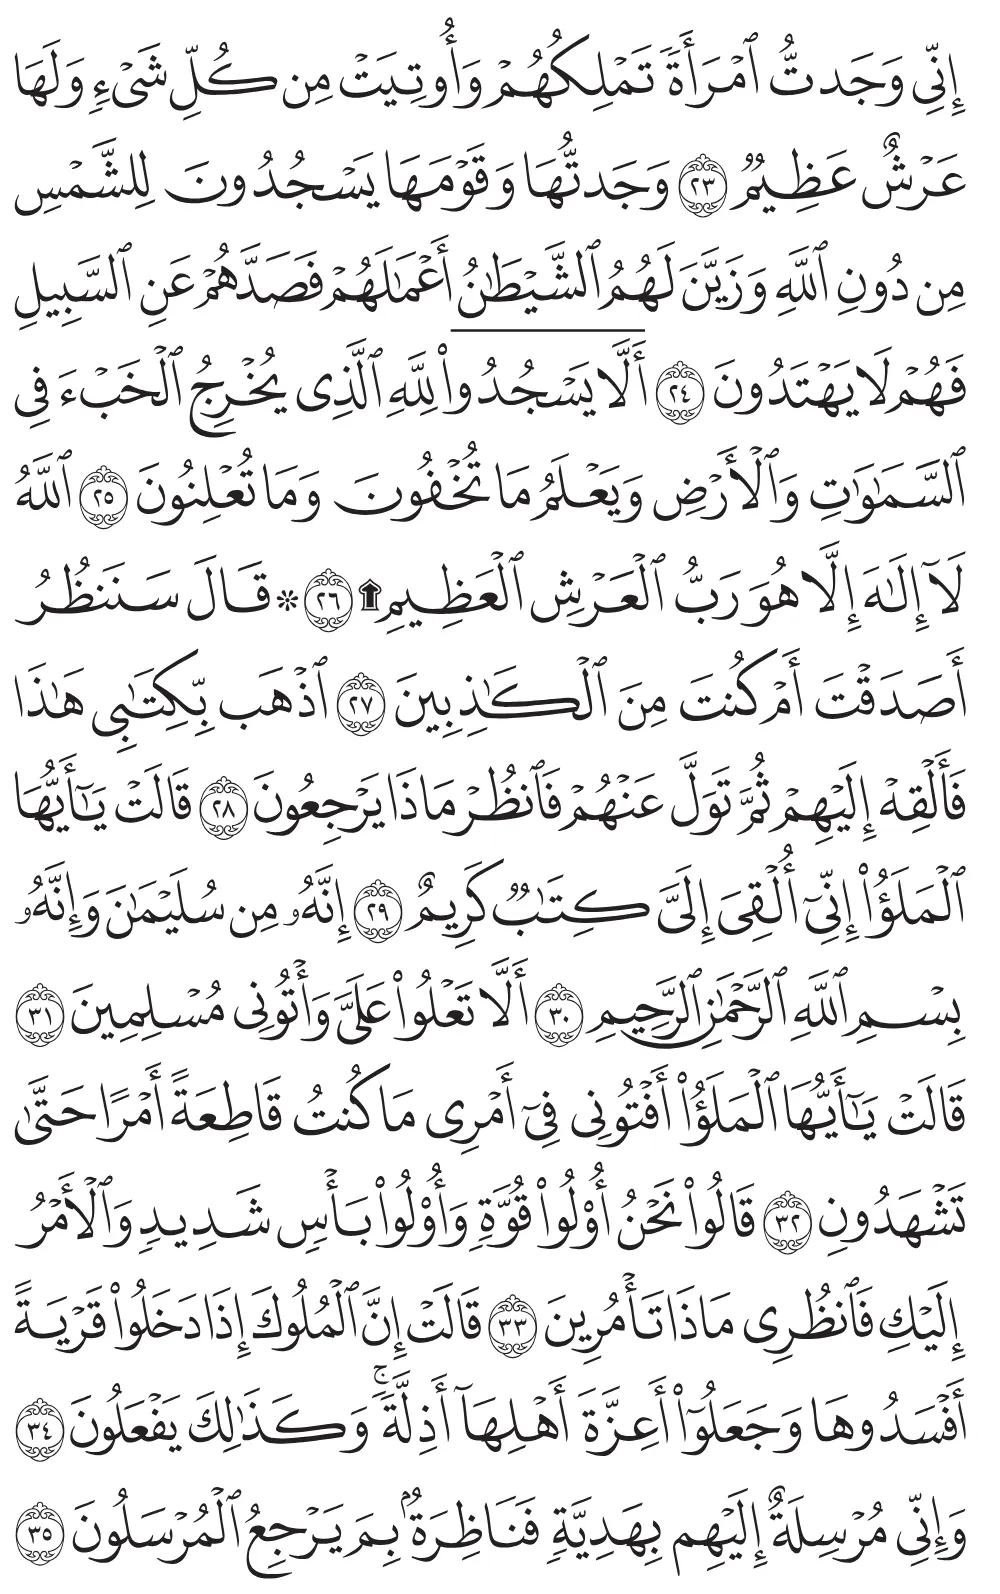 إِنِّي وَجَدتُّ ٱمْرَأَةً تَمْلِكُهُمْ وَأُوتِيَتْ مِن كُلِّ شَىْءٍ وَلَهَا
عَرْشٌ عَظِيمٌ ٢٣ وَجَدتُّهَا وَقَوْمَهَا يَسْجُدُونَ لِلشَّمْسِ
مِن دُونِ ٱللَّهِ وَزَيَّنَ لَهُمُ ٱلشَّيْطَٰنُ أَعْمَٰلَهُمْ فَصَدَّهُمْ عَنِ ٱلسَّبِيلِ
فَهُمْ لَا يَهْتَدُونَ ٢٤ أَلَّا يَسْجُدُوا۟ لِلَّهِ ٱلَّذِى يُخْرِجُ ٱلْخَبْءَ فِى
ٱلسَّمَٰوَٰتِ وَٱلْأَرْضِ وَيَعْلَمُ مَا تُخْفُونَ وَمَا تُعْلِنُونَ ٢٥ ٱللَّهُ
لَآ إِلَٰهَ إِلَّا هُوَ رَبُّ ٱلْعَرْشِ ٱلْعَظِيمِ ۩ ٢٦ * قَالَ سَنَنظُرُ
أَصَدَقْتَ أَمْ كُنتَ مِنَ ٱلْكَٰذِبِينَ ٢٧ ٱذْهَب بِّكِتَٰبِى هَٰذَا
فَأَلْقِهْ إِلَيْهِمْ ثُمَّ تَوَلَّ عَنْهُمْ فَٱنظُرْ مَاذَا يَرْجِعُونَ ٢٨ قَالَتْ يَٰٓأَيُّهَا
ٱلْمَلَؤُا۟ إِنِّىٓ أُلْقِىَ إِلَىَّ كِتَٰبٌ كَرِيمٌ ٢٩ إِنَّهُۥ مِن سُلَيْمَٰنَ وَإِنَّهُۥ
بِسْمِ ٱللَّهِ ٱلرَّحْمَٰنِ ٱلرَّحِيمِ ٣٠ أَلَّا تَعْلُوا۟ عَلَىَّ وَأْتُونِى مُسْلِمِينَ ٣١
قَالَتْ يَٰٓأَيُّهَا ٱلْمَلَؤُا۟ أَفْتُونِى فِىٓ أَمْرِى مَا كُنتُ قَاطِعَةً أَمْرًا حَتَّىٰ
تَشْهَدُونِ ٣٢ قَالُوا۟ نَحْنُ أُو۟لُوا۟ قُوَّةٍ وَأُو۟لُوا۟ بَأْسٍ شَدِيدٍ وَٱلْأَمْرُ
إِلَيْكِ فَٱنظُرِى مَاذَا تَأْمُرِينَ ٣٣ قَالَتْ إِنَّ ٱلْمُلُوكَ إِذَا دَخَلُوا۟ قَرْيَةً
أَفْسَدُوهَا وَجَعَلُوٓا۟ أَعِزَّةَ أَهْلِهَآ أَذِلَّةً ۚ وَكَذَٰلِكَ يَفْعَلُونَ ٣٤
وَإِنِّى مُرْسِلَةٌ إِلَيْهِم بِهَدِيَّةٍ فَنَاظِرَةٌۢ بِمَ يَرْجِعُ ٱلْمُرْسَلُونَ ٣٥